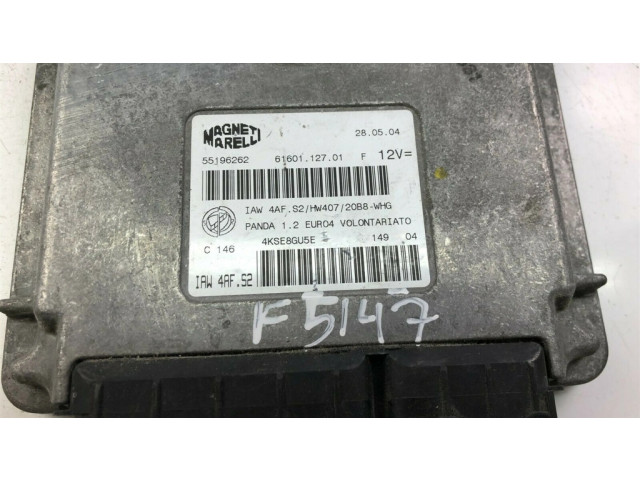 MAGNETI
MARELLI
28.05.04
55196262 61601.127.01 F 12V=
IAW 4AF.S2/HW407/20B8-WHG
PANDA 1.2 EURO4 VOLONTARIATO
C 146 4KSE8GU5E 149 04
IAW 4AF.S2
F5147